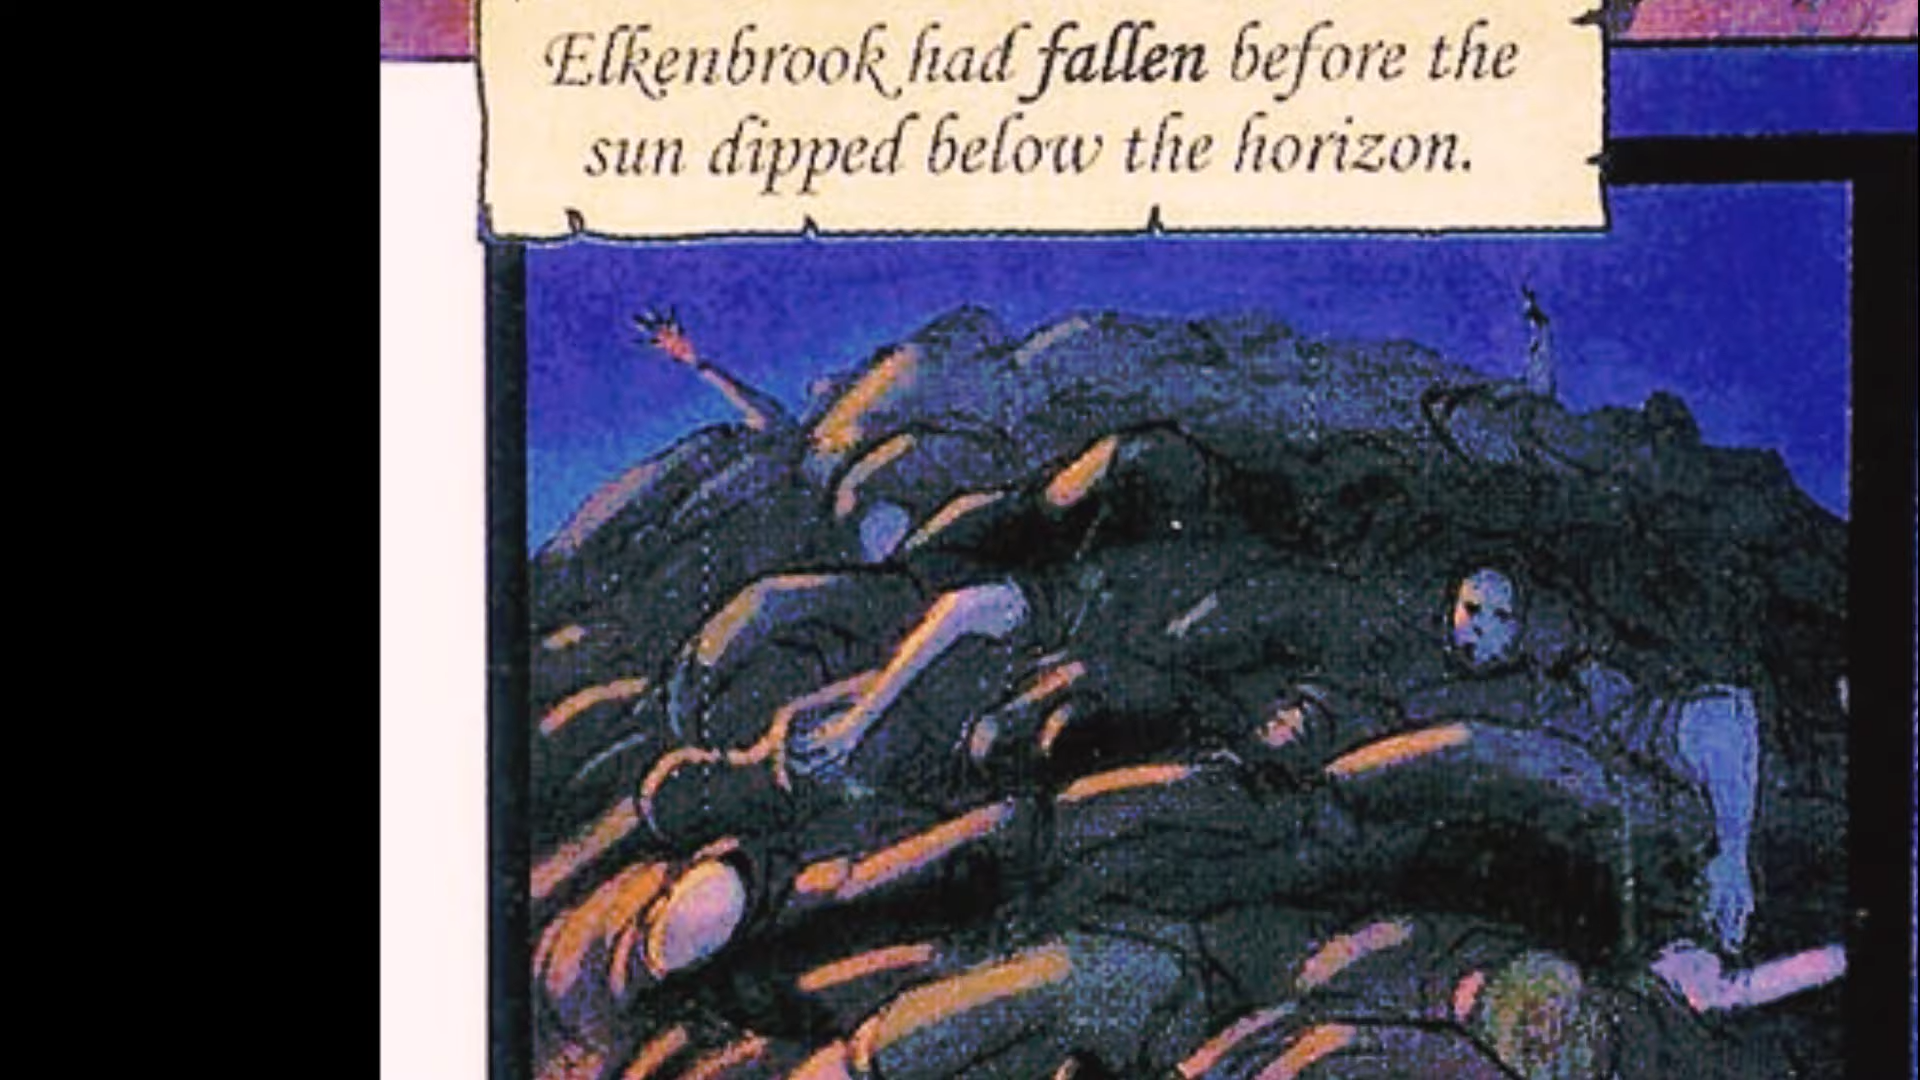 Elkenbrook had fallen before the
sun dipped below the horizon.